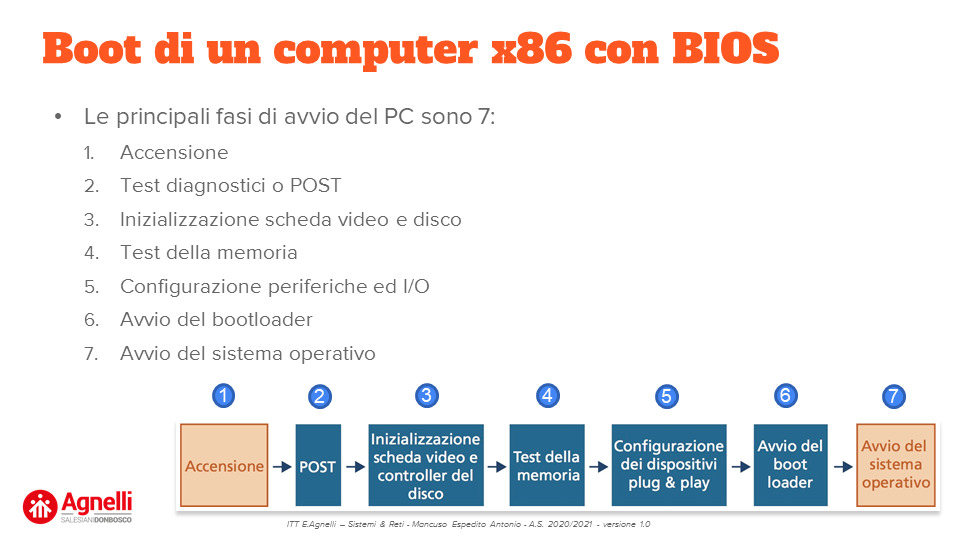 Boot di un computer x86 con BIOS
• Le principali fasi di avvio del PC sono 7:
1. Accensione
2. Test diagnostici o POST
3. Inizializzazione scheda video e disco
4. Test della memoria
5. Configurazione periferiche ed I/O
6. Avvio del bootloader
7. Avvio del sistema operativo
1 2 3 4 5 6 7
Accensione
POST
Inizializzazione
scheda video e
controller del
disco
Test della
memoria
Configurazione
dei dispositivi
plug & play
Avvio del
boot
loader
Avvio del
sistema
operativo
Agnelli
SALESIANIDONBOSCO
ITT E.Agnelli – Sistemi & Reti - Mancuso Espedito Antonio - A.S. 2020/2021 - versione 1.0